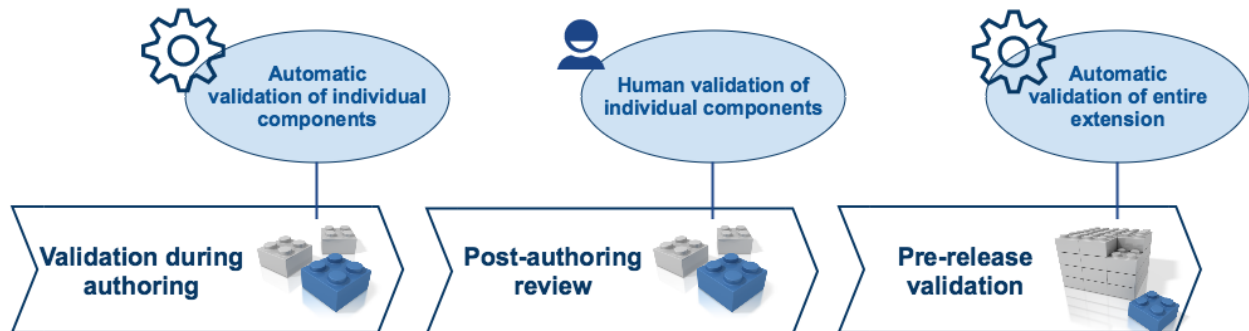 Automatic
validation of individual
components
Human validation of
individual components
Automatic
validation of entire
extension
Validation during
authoring
Post-authoring
review
Pre-release
validation